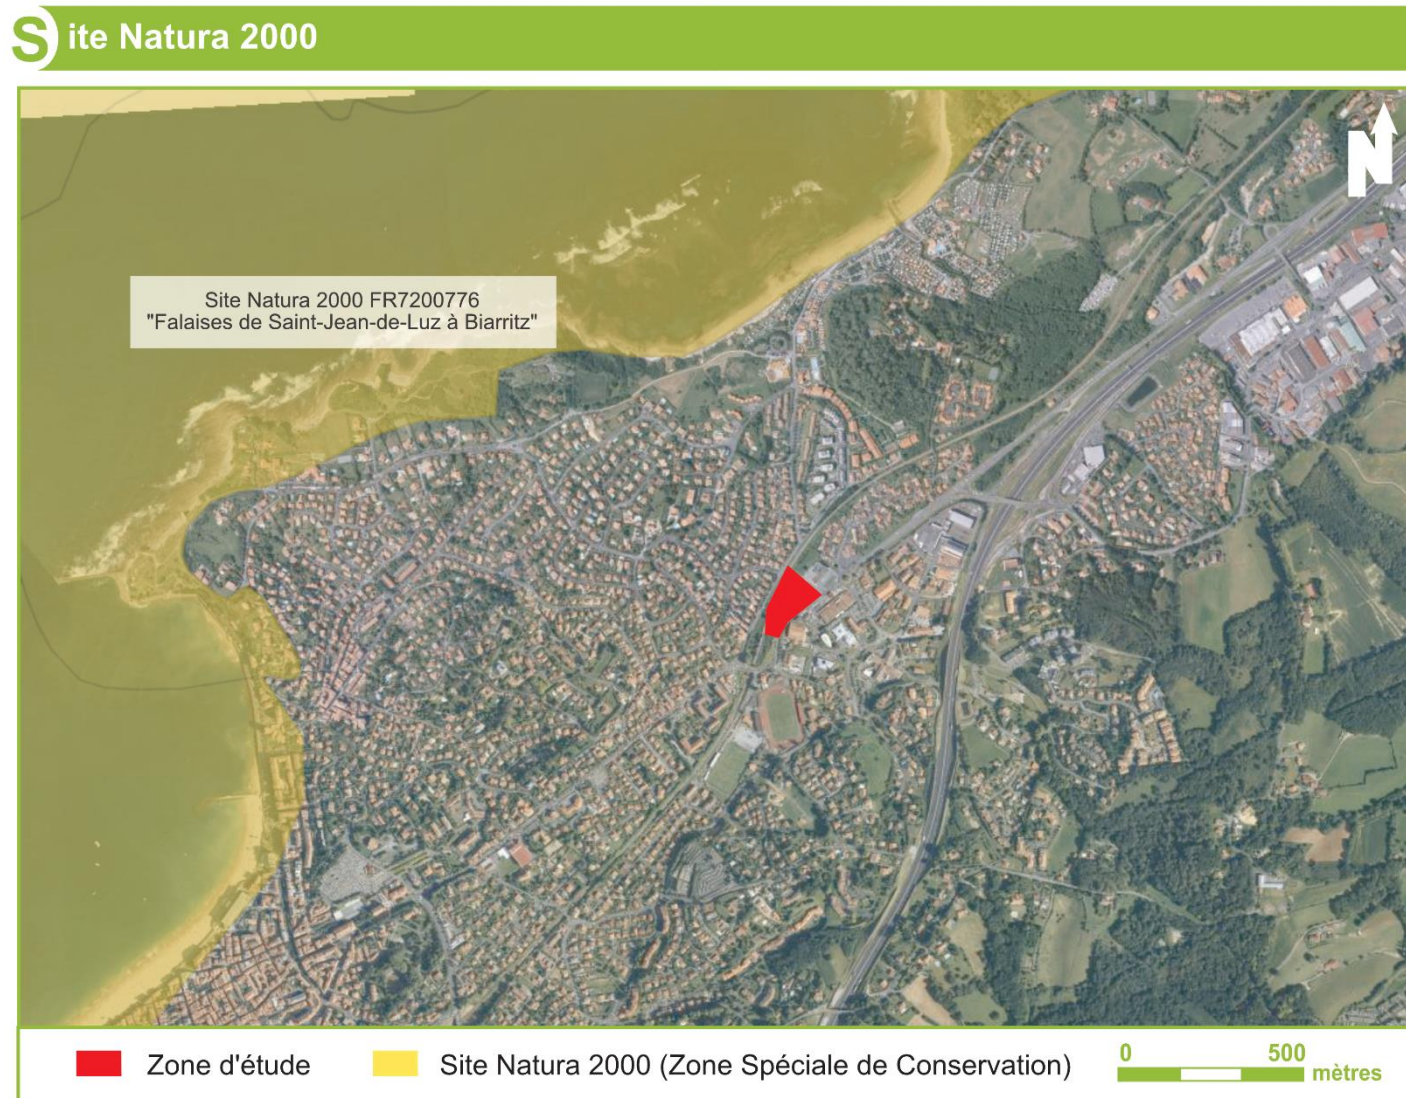 Site Natura 2000
N
Site Natura 2000 FR7200776
"Falaises de Saint-Jean-de-Luz à Biarritz"
Zone d'étude
Site Natura 2000 (Zone Spéciale de Conservation)
0 500
mètres